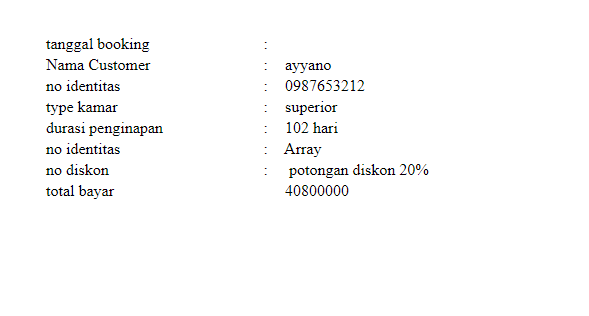 tanggal booking :
Nama Customer : ayyano
no identitas : 0987653212
type kamar : superior
durasi penginapan : 102 hari
no identitas : Array
no diskon : potongan diskon 20%
total bayar 40800000